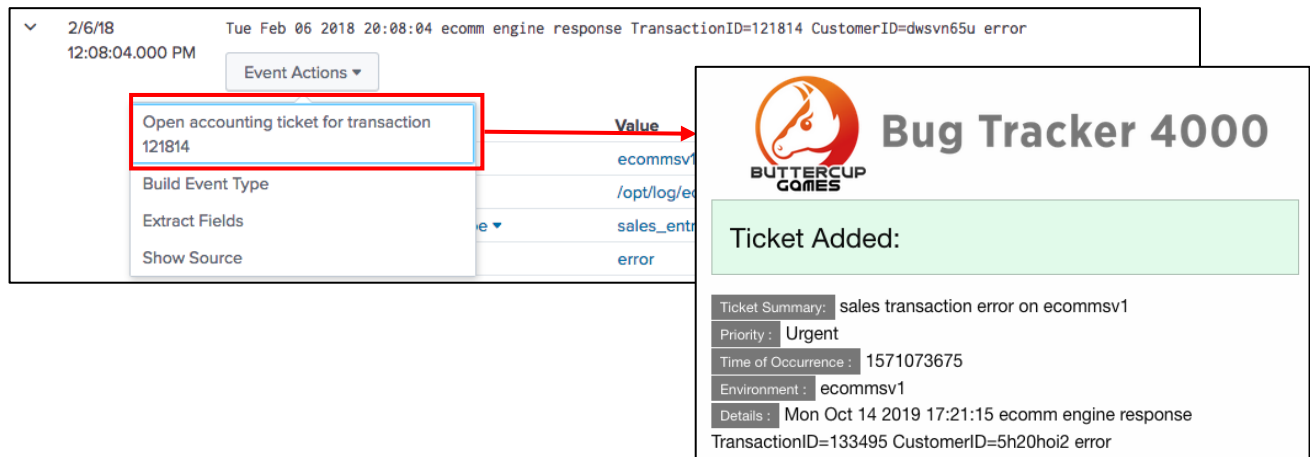 2/6/18
12:08:04.000 PM
Tue Feb 06 2018 20:08:04 ecomm engine response TransactionID=121814 CustomerID=dwsvn65u error
Event Actions
Open accounting ticket for transaction
121814
Build Event Type
Extract Fields
Show Source
Value
ecommsv1
/opt/log/
sales_entr
error
BUTTERCUP
GAMES
Bug Tracker 4000
Ticket Added:
Ticket Summary: sales transaction error on ecommsv1
Priority : Urgent
Time of Occurrence : 1571073675
Environment : ecommsv1
Details : Mon Oct 14 2019 17:21:15 ecomm engine response
TransactionID=133495 CustomerID=5h20hoi2 error